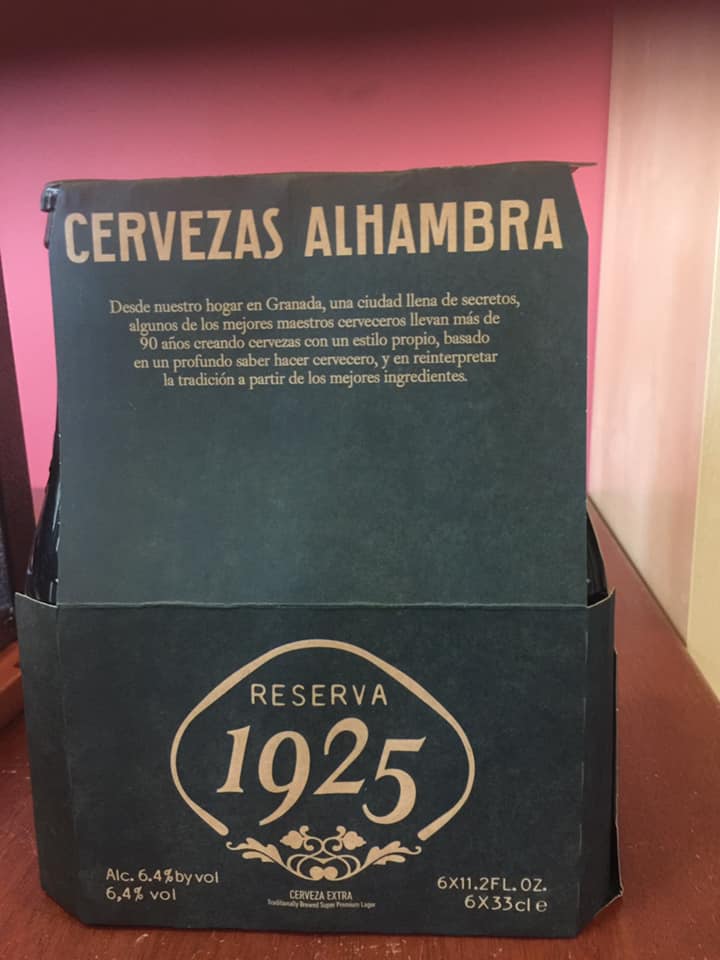 CERVEZAS ALHAMBRA
Desde nuestro hogar en Granada, una ciudad llena de secretos,
algunos de los mejores maestros cerveceros llevan más de
90 años creando cervezas con un estilo propio, basado
en un profundo saber hacer cervecero, y en reinterpretar
la tradición a partir de los mejores ingredientes.
RESERVA
1925
Alc. 6.4% by vol
6,4% vol
CERVEZA EXTRA
Traditionally Brewed Super Premium Lager
6X11.2FL. OZ.
6X33cl e